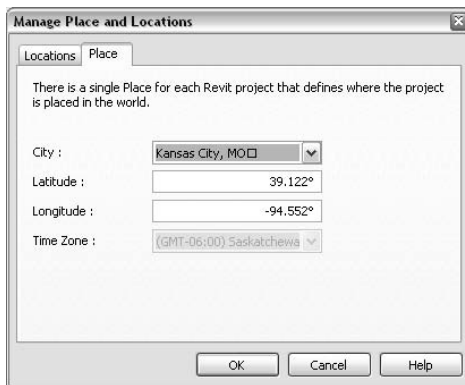 Manage Place and Locations
Locations Place
There is a single Place for each Revit project that defines where the project
is placed in the world.
City : Kansas City, MO□
Latitude : 39.122°
Longitude : -94.552°
Time Zone : (GMT-06:00) Saskatchewa
OK Cancel Help